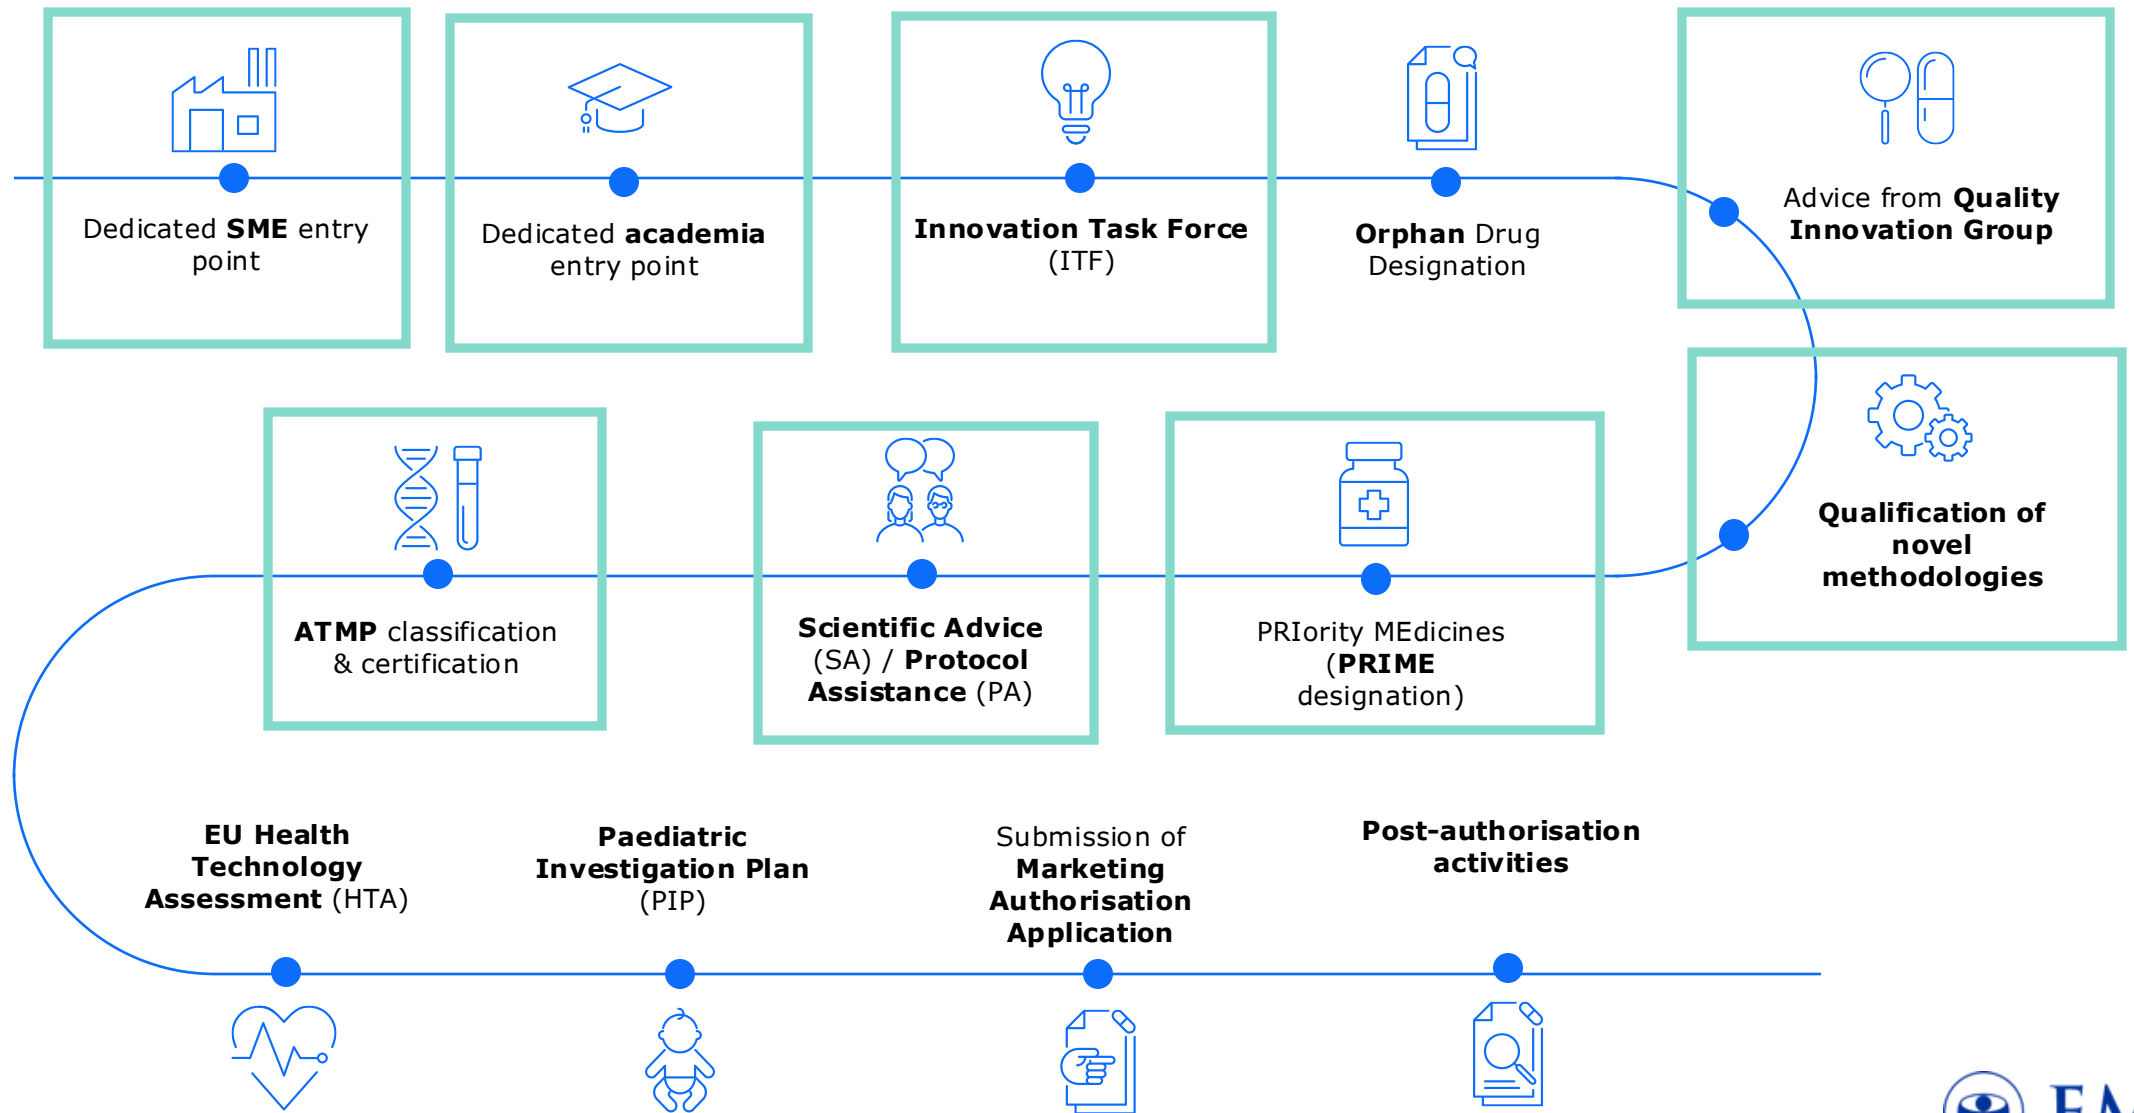 Dedicated SME entry
point
Dedicated academia
entry point
Innovation Task Force
(ITF)
Orphan Drug
Designation
Advice from Quality
Innovation Group
Qualification of
novel
methodologies
PRIority MEdicines
(PRIME
designation)
Scientific Advice
(SA) / Protocol
Assistance (PA)
ATMP classification
& certification
EU Health
Technology
Assessment (HTA)
Paediatric
Investigation Plan
(PIP)
Submission of
Marketing
Authorisation
Application
Post-authorisation
activities